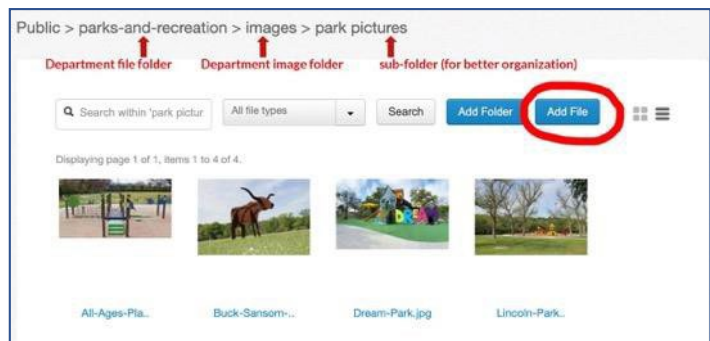 Public > parks-and-recreation > images > park pictures
Department file folder Department image folder sub-folder (for better organization)
Search within 'park pictur All file types Search Add Folder Add File
Displaying page 1 of 1, items 1 to 4 of 4.
DREAM
All-Ages-Pla.. Buck-Sansom-.. Dream-Park.jpg Lincoln-Park..